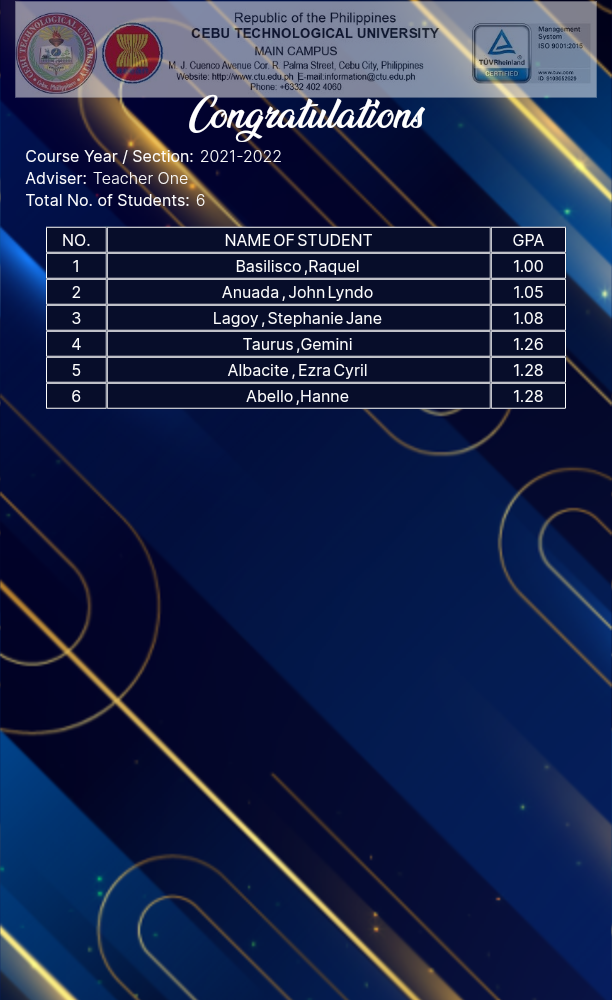 Republic of the Philippines
CEBU TECHNOLOGICAL UNIVERSITY
MAIN CAMPUS
M. J. Cuenco Avenue Cor. R. Palma Street, Cebu City, Philippines
Website: http://www.ctu.edu.ph E-mail:information@ctu.edu.ph
Phone: +6332 402 4060
TÜVRheinland
CERTIFIED
Management
System
ISO 9001:2015
www.tuv.com
Congratulations
Course Year / Section: 2021-2022
Adviser: Teacher One
Total No. of Students: 6
NO. NAME OF STUDENT GPA
1 Basilisco ,Raquel 1.00
2 Anuada , John Lyndo 1.05
3 Lagoy , Stephanie Jane 1.08
4 Taurus ,Gemini 1.26
5 Albacite , Ezra Cyril 1.28
6 Abello ,Hanne 1.28